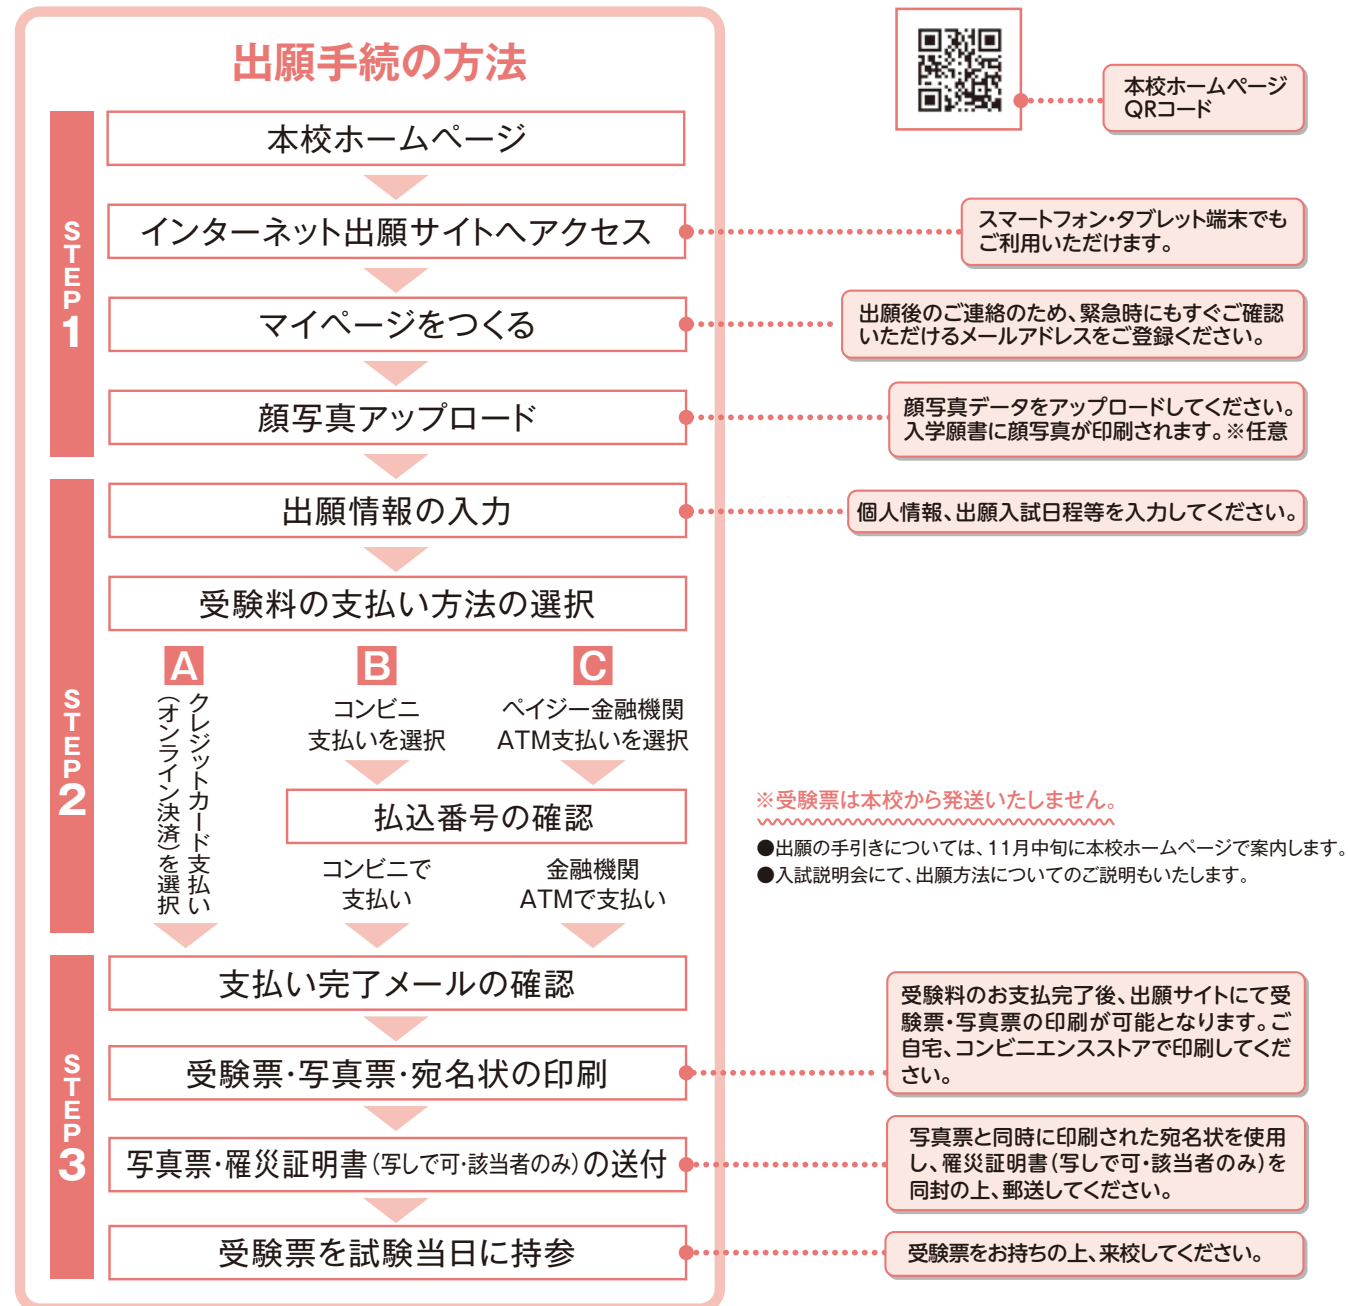 出願手続の方法
本校ホームページ
QRコード
STEP1
本校ホームページ
インターネット出願サイトへアクセス
スマートフォン・タブレット端末でも
ご利用いただけます。
マイページをつくる
出願後のご連絡のため、緊急時にもすぐご確認
いただけるメールアドレスをご登録ください。
顔写真アップロード
顔写真データをアップロードしてください。
入学願書に顔写真が印刷されます。※任意
STEP2
出願情報の入力
個人情報、出願入試日程等を入力してください。
受験料の支払い方法の選択
A
クレジットカード支払い
(オンライン決済)を選択
B
コンビニ
支払いを選択
C
ペイジー金融機関
ATM支払いを選択
払込番号の確認
コンビニで
支払い
金融機関
ATMで支払い
※受験票は本校から発送いたしません。
●出願の手引きについては、11月中旬に本校ホームページで案内します。
●入試説明会にて、出願方法についてのご説明もいたします。
STEP3
支払い完了メールの確認
受験票・写真票・宛名状の印刷
受験料のお支払完了後、出願サイトにて受
験票・写真票の印刷が可能となります。ご
自宅、コンビニエンスストアで印刷してくだ
さい。
写真票・罹災証明書(写しで可・該当者のみ)の送付
写真票と同時に印刷された宛名状を使用
し、罹災証明書(写しで可・該当者のみ)を
同封の上、郵送してください。
受験票を試験当日に持参
受験票をお持ちの上、来校してください。